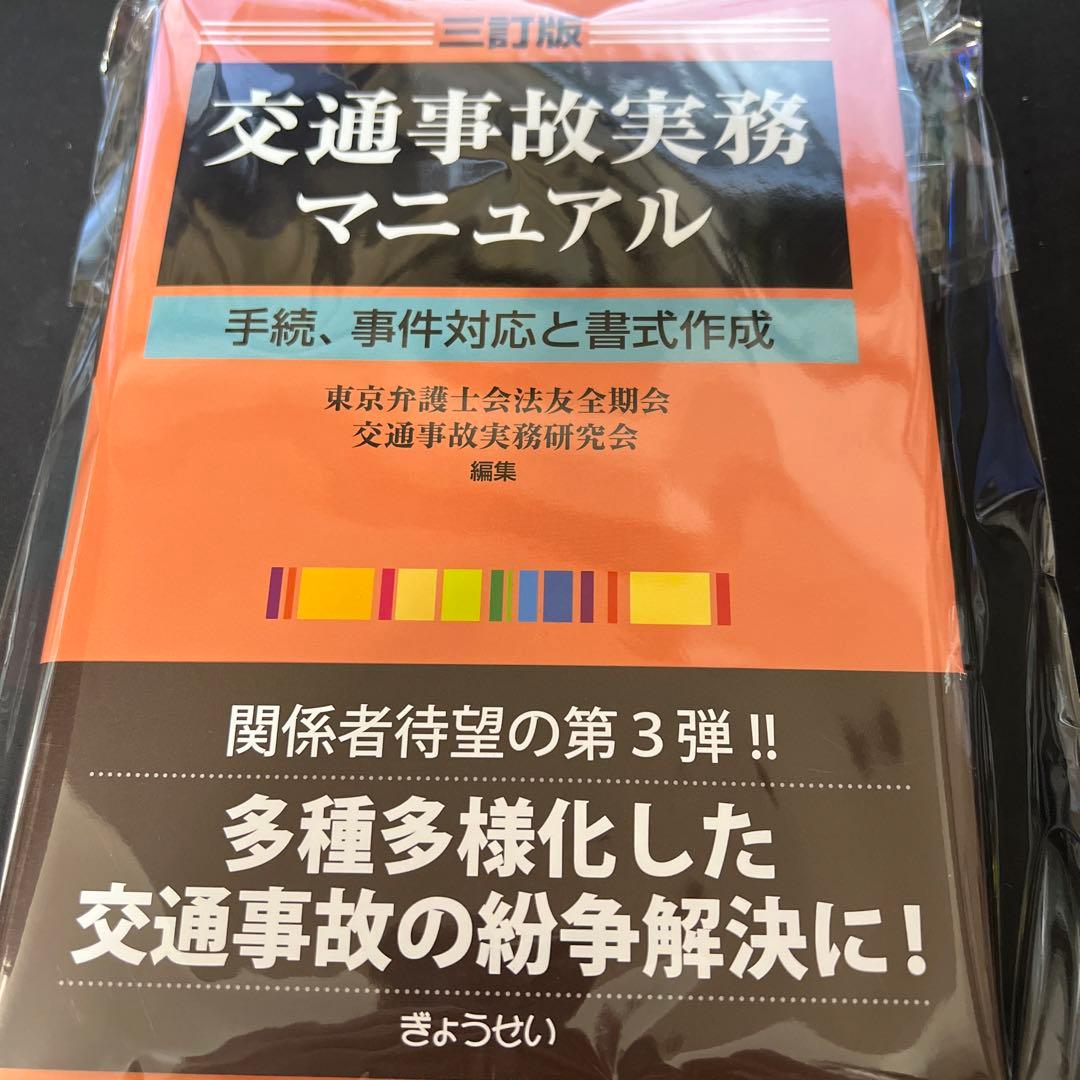 三訂版
交通事故実務
マニュアル
手続、事件対応と書式作成
東京弁護士会法友全期会
交通事故実務研究会
編集
関係者待望の第３弾!!
多種多様化した
交通事故の紛争解決に!
ぎょうせい